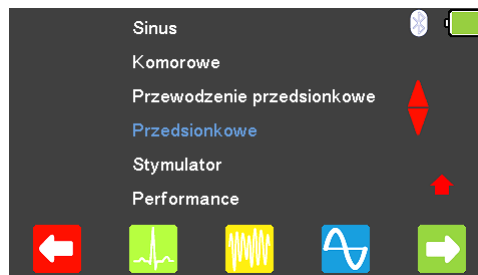 Sinus
Komorowe
Przewodzenie przedsionkowe
Przedsionkowe
Stymulator
Performance